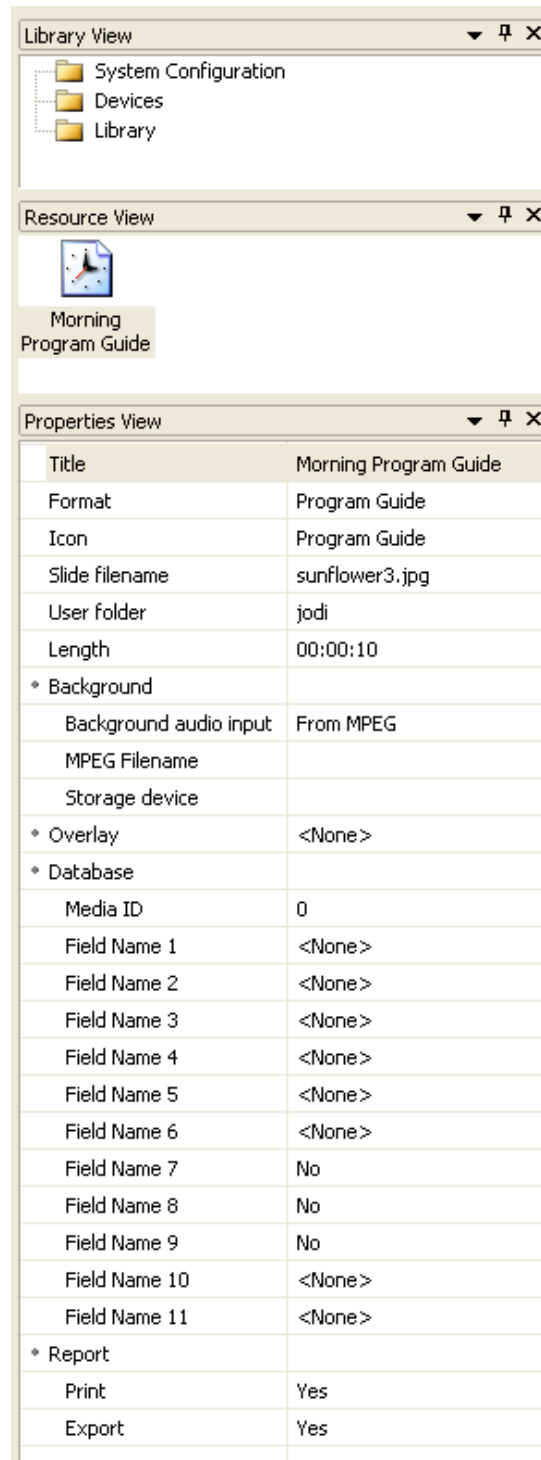 Library View
System Configuration
Devices
Library
Resource View
Morning
Program Guide
Properties View
Title Morning Program Guide
Format Program Guide
Icon Program Guide
Slide filename sunflower3.jpg
User folder jodi
Length 00:00:10
Background
Background audio input From MPEG
MPEG Filename
Storage device
Overlay <None>
Database
Media ID 0
Field Name 1 <None>
Field Name 2 <None>
Field Name 3 <None>
Field Name 4 <None>
Field Name 5 <None>
Field Name 6 <None>
Field Name 7 No
Field Name 8 No
Field Name 9 No
Field Name 10 <None>
Field Name 11 <None>
Report
Print Yes
Export Yes